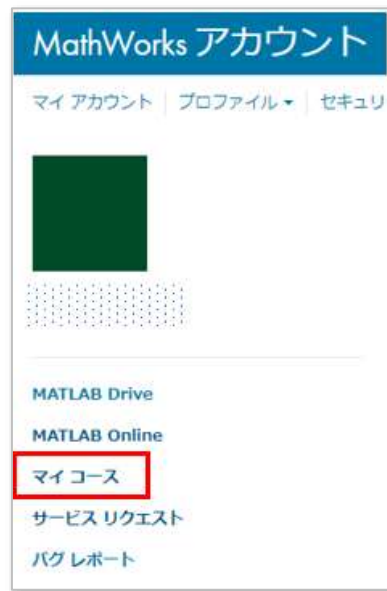 MathWorks アカウント
マイ アカウント | プロファイル ▾ | セキュリ
MATLAB Drive
MATLAB Online
マイ コース
サービス リクエスト
バグ レポート